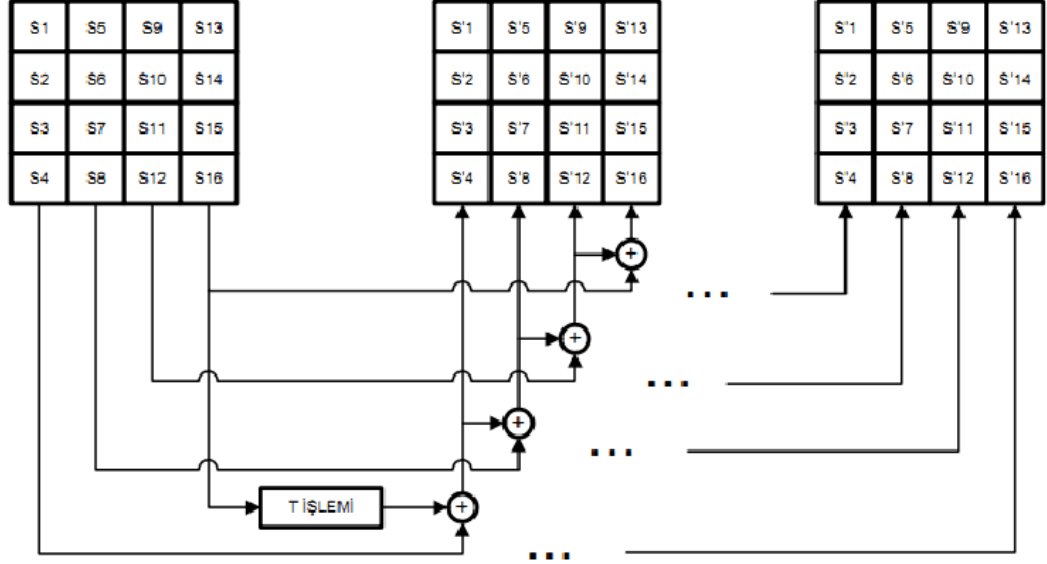 S1 S5 S9 S13 S'1 S'5 S'9 S'13 S'1 S'5 S'9 S'13
S2 S6 S10 S14 S'2 S'6 S'10 S'14 S'2 S'6 S'10 S'14
S3 S7 S11 S15 S'3 S'7 S'11 S'15 S'3 S'7 S'11 S'15
S4 S8 S12 S16 S'4 S'8 S'12 S'16 S'4 S'8 S'12 S'16
+
...
+
...
+
...
T İŞLEMİ +
...